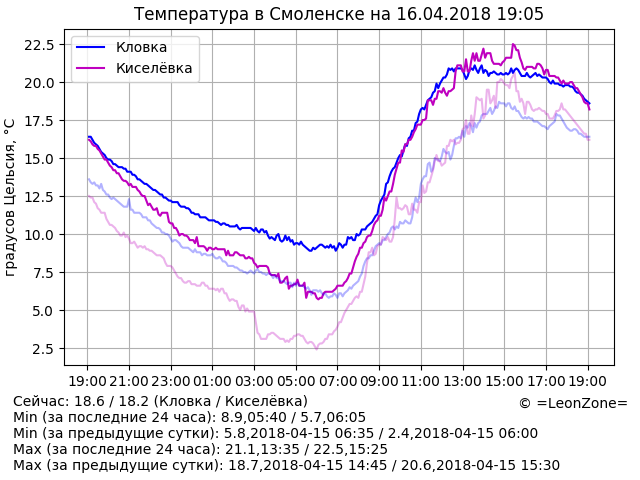 Температура в Смоленске на 16.04.2018 19:05
Кловка
Киселёвка
градусов Цельсия, °C
22.5
20.0
17.5
15.0
12.5
10.0
7.5
5.0
2.5
19:00 21:00 23:00 01:00 03:00 05:00 07:00 09:00 11:00 13:00 15:00 17:00 19:00
Сейчас: 18.6 / 18.2 (Кловка / Киселёвка)
© =LeonZone=
Min (за последние 24 часа): 8.9,05:40 / 5.7,06:05
Min (за предыдущие сутки): 5.8,2018-04-15 06:35 / 2.4,2018-04-15 06:00
Max (за последние 24 часа): 21.1,13:35 / 22.5,15:25
Max (за предыдущие сутки): 18.7,2018-04-15 14:45 / 20.6,2018-04-15 15:30